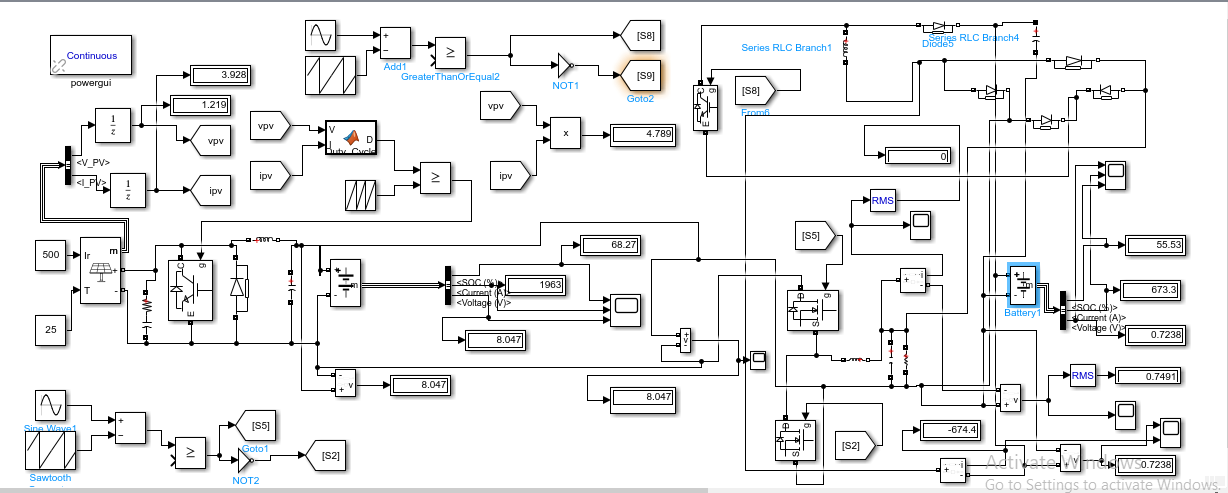 Continuous
powergui
3.928
1.219
1
z
1
z
<V_PV>
<I_PV>
vpv
ipv
Add1
≥
GreaterThanOrEqual2
NOT1
[S8]
[S9]
Goto2
vpv
ipv
V
D
I
Duty_Cycle
≥
vpv
ipv
x
4.789
Series RLC Branch1
Diode5
Series RLC Branch4
[S8]
From6
g
C
E
0
RMS
[S5]
500
25
Ir
T
m
+
-
g
C
E
m
<SOC (%)>
<Current (A)>
<Voltage (V)>
68.27
1963
8.047
v
8.047
8.047
D
g
S
D
g
S
[S2]
i
v
-674.4
i
v
Battery1
m
<SOC (%)>
<Current (A)>
<Voltage (V)>
55.53
673.3
0.7238
RMS
0.7491
0.7238
Sine Wave1
Sawtooth
≥
[S5]
Goto1
NOT2
[S2]
Activate Windows
Go to Settings to activate Windows.